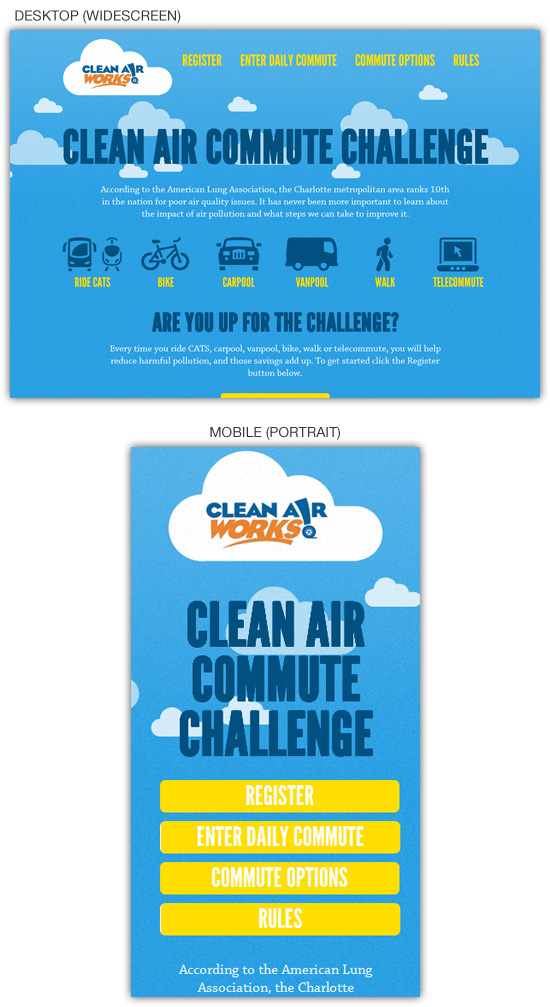 DESKTOP (WIDESCREEN)
CLEAN AIR
WORKS!
REGISTER ENTER DAILY COMMUTE COMMUTE OPTIONS RULES
CLEAN AIR COMMUTE CHALLENGE
According to the American Lung Association, the Charlotte metropolitan area ranks 10th
in the nation for poor air quality issues. It has never been more important to learn about
the impact of air pollution and what steps we can take to improve it.
RIDE CATS BIKE CARPOOL VANPOOL WALK TELECOMMUTE
ARE YOU UP FOR THE CHALLENGE?
Every time you ride CATS, carpool, vanpool, bike, walk or telecommute, you will help
reduce harmful pollution, and those savings add up. To get started click the Register
button below.
MOBILE (PORTRAIT)
CLEAN AIR
WORKS!
CLEAN AIR
COMMUTE
CHALLENGE
REGISTER
ENTER DAILY COMMUTE
COMMUTE OPTIONS
RULES
According to the American Lung
Association, the Charlotte